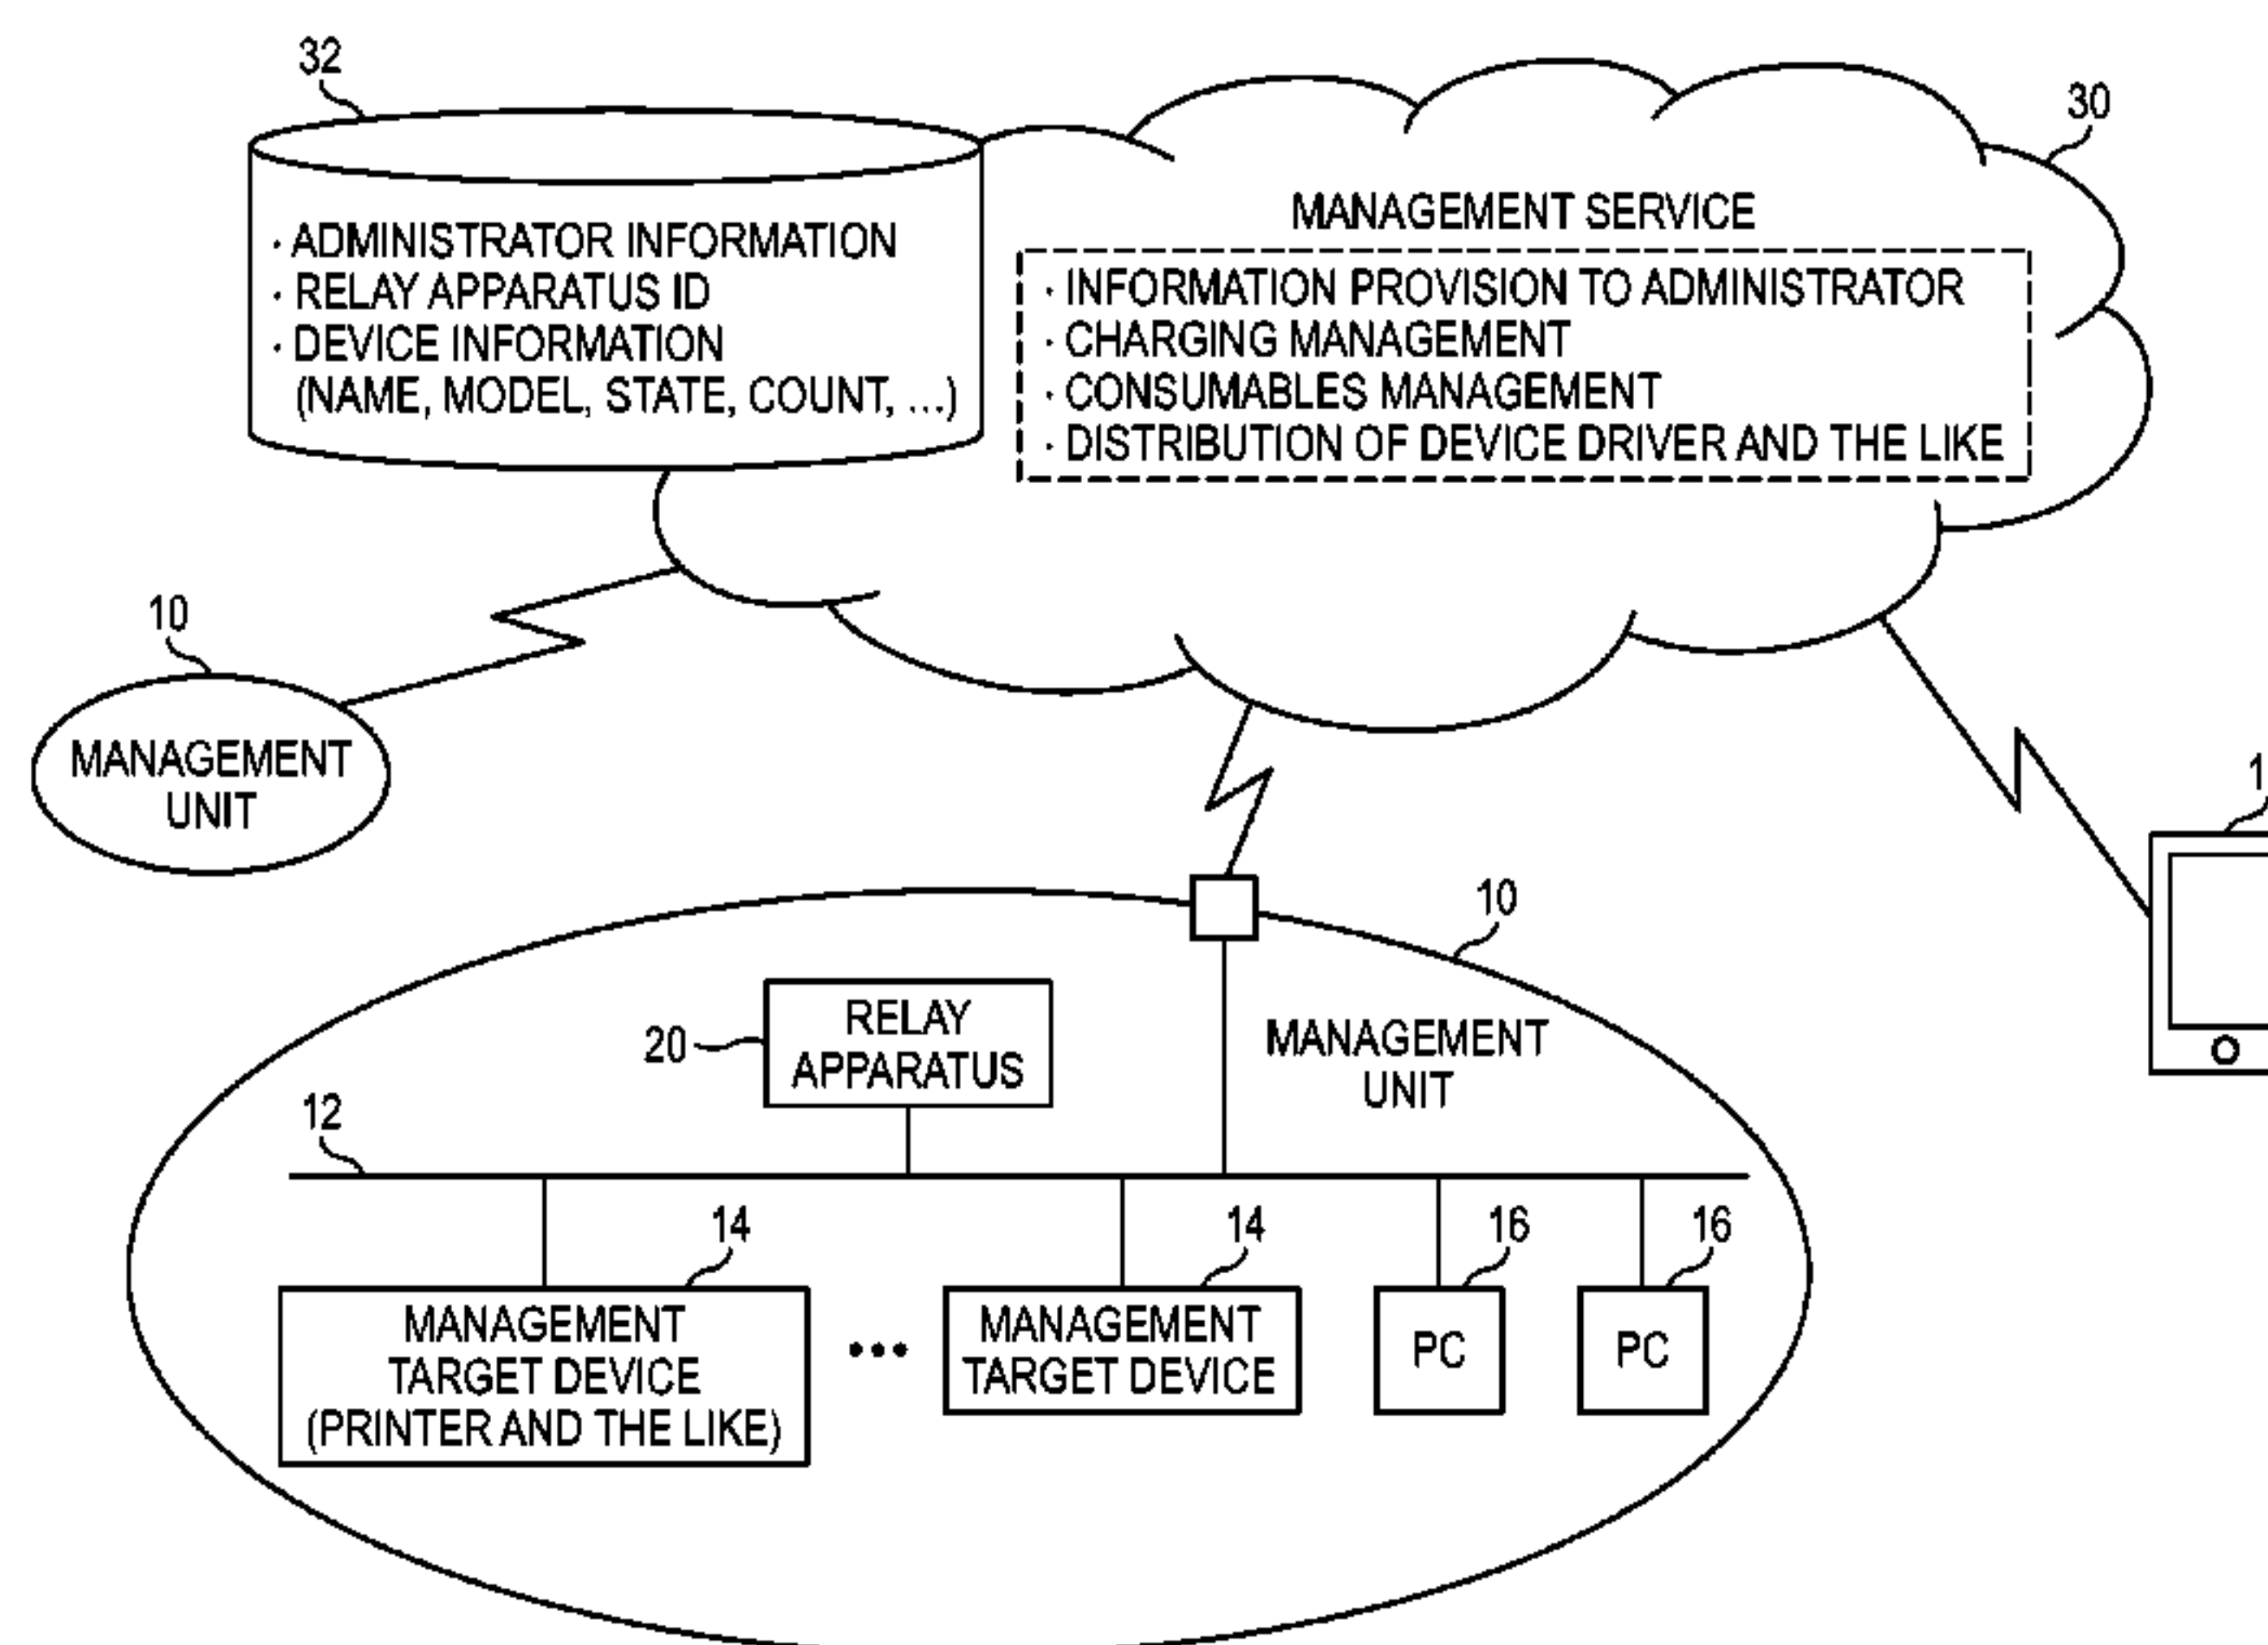 32
30
· ADMINISTRATOR INFORMATION
· RELAY APPARATUS ID
· DEVICE INFORMATION
(NAME, MODEL, STATE, COUNT, ...)
MANAGEMENT SERVICE
· INFORMATION PROVISION TO ADMINISTRATOR
· CHARGING MANAGEMENT
· CONSUMABLES MANAGEMENT
· DISTRIBUTION OF DEVICE DRIVER AND THE LIKE
10
MANAGEMENT
UNIT
10
20
RELAY
APPARATUS
MANAGEMENT
UNIT
12
14
14
16
16
MANAGEMENT
TARGET DEVICE
(PRINTER AND THE LIKE)
•••
MANAGEMENT
TARGET DEVICE
PC
PC